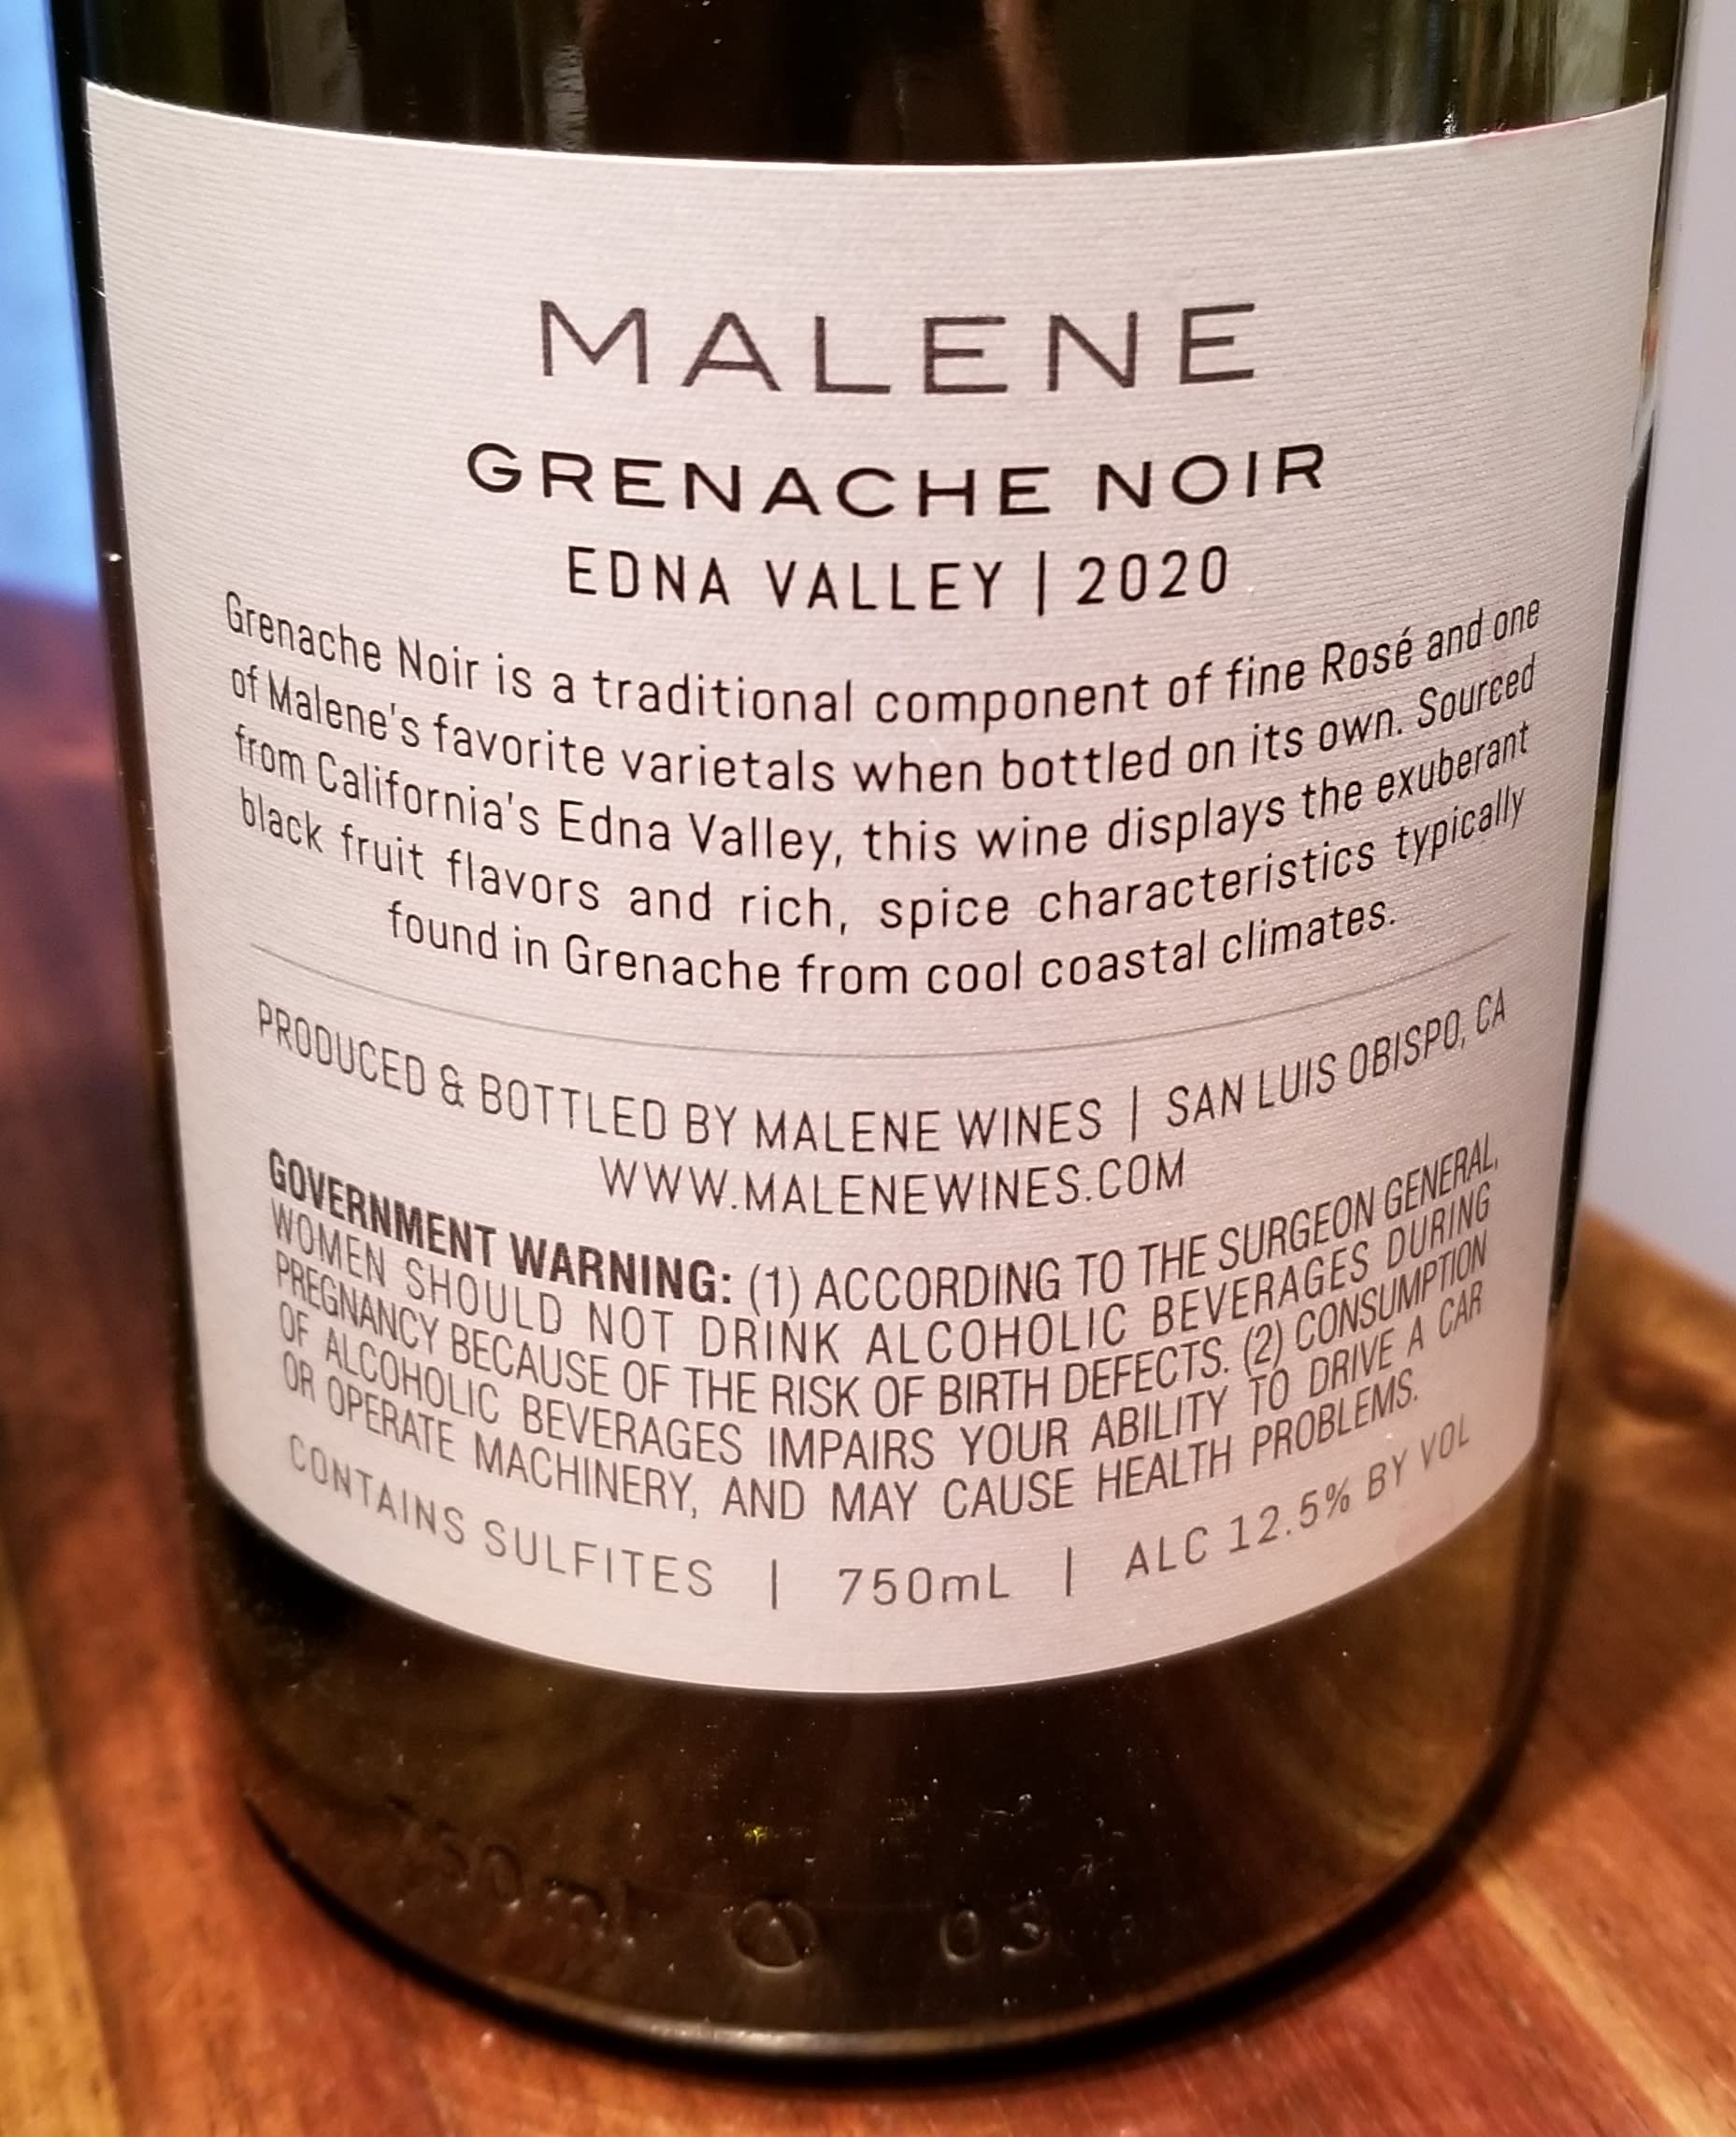 MALENE
GRENACHE NOIR
EDNA VALLEY | 2020
Grenache Noir is a traditional component of fine Rosé and one
of Malene's favorite varietals when bottled on its own. Sourced
from California's Edna Valley, this wine displays the exuberant
black fruit flavors and rich, spice characteristics typically
found in Grenache from cool coastal climates.
PRODUCED & BOTTLED BY MALENE WINES | SAN LUIS OBISPO, CA
WWW.MALENEWINES.COM
GOVERNMENT WARNING: (1) ACCORDING TO THE SURGEON GENERAL,
WOMEN SHOULD NOT DRINK ALCOHOLIC BEVERAGES DURING
PREGNANCY BECAUSE OF THE RISK OF BIRTH DEFECTS. (2) CONSUMPTION
OF ALCOHOLIC BEVERAGES IMPAIRS YOUR ABILITY TO DRIVE A CAR
OR OPERATE MACHINERY, AND MAY CAUSE HEALTH PROBLEMS.
CONTAINS SULFITES | 750mL | ALC 12.5% BY VOL
750ml 03